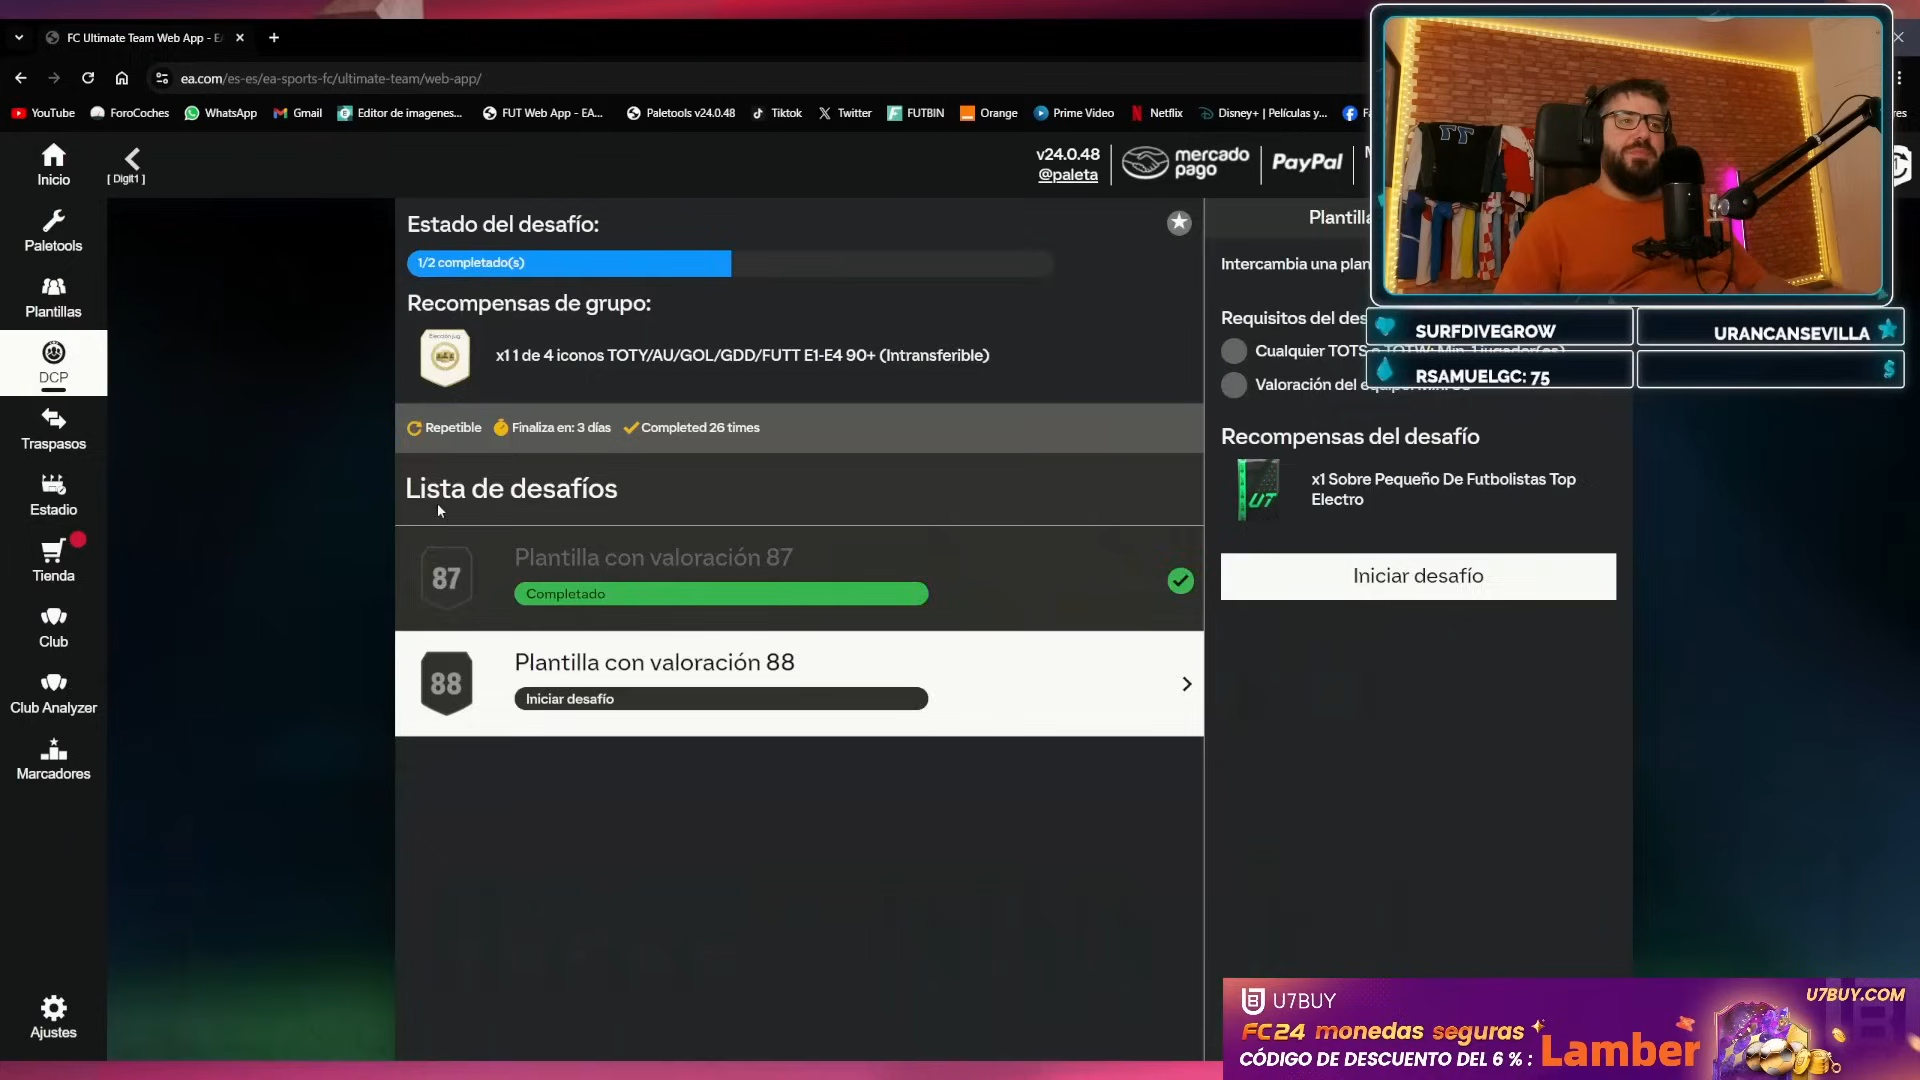 FC Ultimate Team Web App - EA
ea.com/es-es/ea-sports-fc/ultimate-team/web-app/
YouTube ForoCoches WhatsApp Gmail Editor de imagenes... FUT Web App - EA... Paletools v24.0.48 Tiktok Twitter FUTBIN Orange Prime Video Netflix Disney+ | Películas y...
Inicio
[ Digit1 ]
v24.0.48
@paleta
mercado
pago
PayPal
Paletools
Plantillas
DCP
Traspasos
Estadio
Tienda
Club
Club Analyzer
Marcadores
Ajustes
Estado del desafío:
1/2 completado(s)
Recompensas de grupo:
x1 1 de 4 iconos TOTY/AU/GOL/GDD/FUTT E1-E4 90+ (Intransferible)
Repetible Finaliza en: 3 días Completed 26 times
Lista de desafíos
87
Plantilla con valoración 87
Completado
88
Plantilla con valoración 88
Iniciar desafío
Intercambia una
Requisitos del
Cualquier TOTS o TOTW: Min. 1 jugador(es)
Valoración del
Recompensas del desafío
UT
x1 Sobre Pequeño De Futbolistas Top
Electro
Iniciar desafío
SURFDIVEGROW
URANCANSEVILLA
RSAMUELGC: 75
U7BUY
U7BUY.COM
FC24 monedas seguras
CÓDIGO DE DESCUENTO DEL 6 % : Lamber